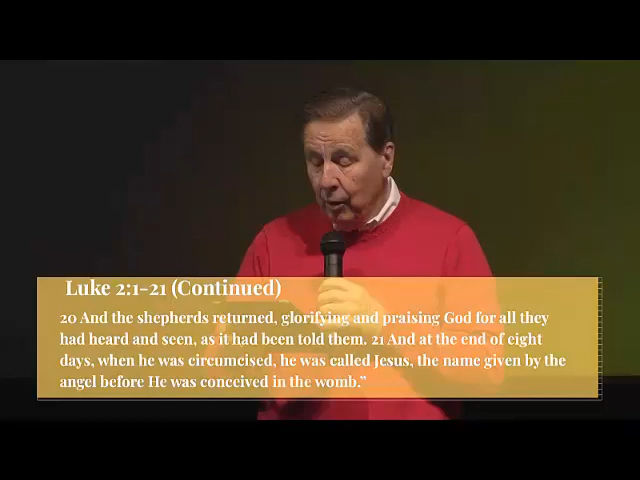 Luke 2:1-21 (Continued)
20 And the shepherds returned, glorifying and praising God for all they
had heard and seen, as it had been told them. 21 And at the end of eight
days, when he was circumcised, he was called Jesus, the name given by the
angel before He was conceived in the womb.”